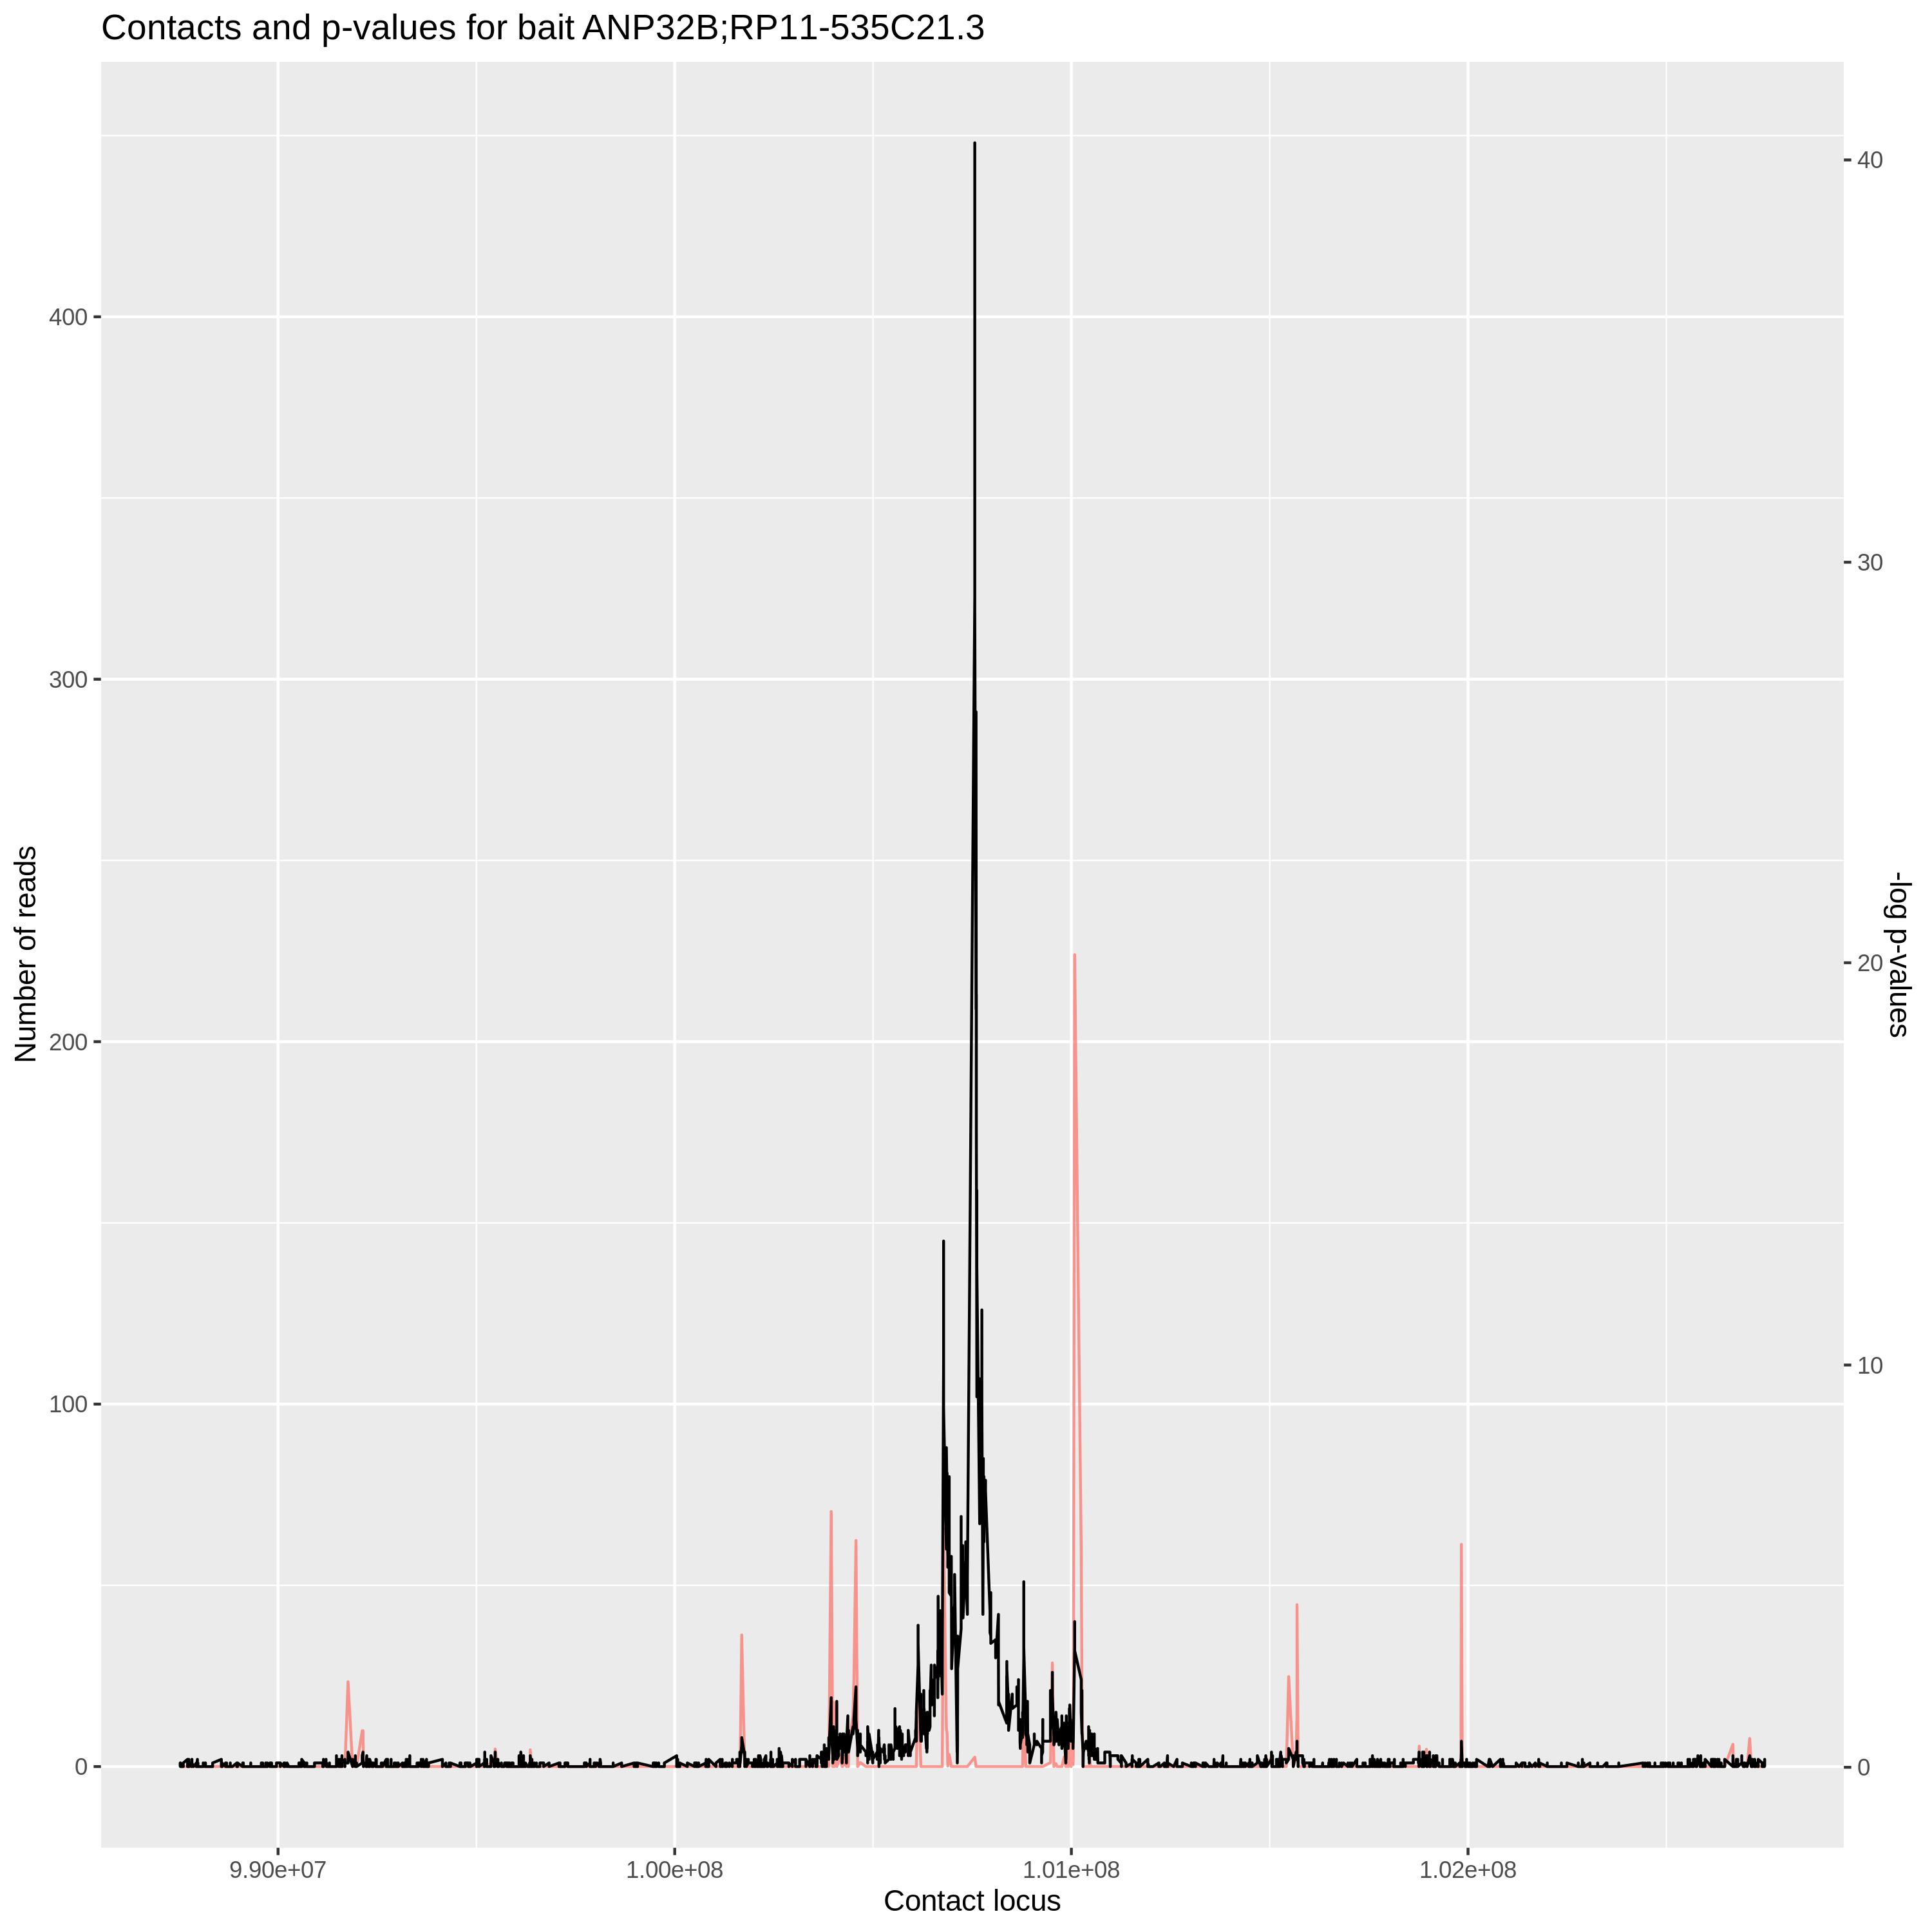 Contacts and p-values for bait ANP32B;RP11-535C21.3
Number of reads
400
300
200
100
0
40
30
20
10
0
-log p-values
9.90e+07
1.00e+08
1.01e+08
1.02e+08
Contact locus